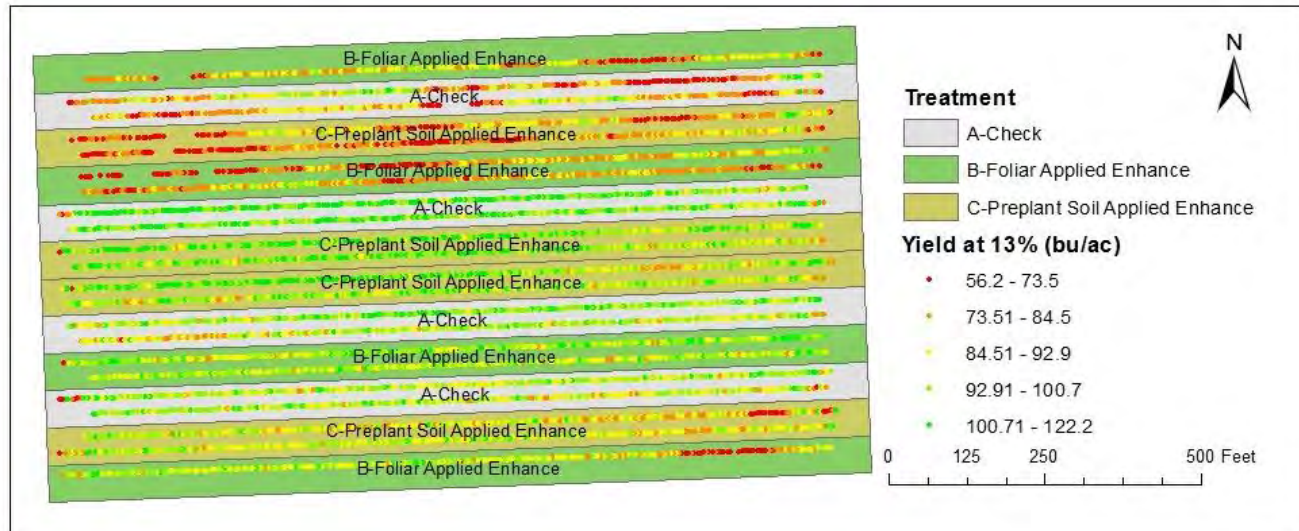 B-Foliar Applied Enhance
A-Check
C-Preplant Soil Applied Enhance
B-Foliar Applied Enhance
A-Check
C-Preplant Soil Applied Enhance
C-Preplant Soil Applied Enhance
A-Check
B-Foliar Applied Enhance
A-Check
C-Preplant Soil Applied Enhance
B-Foliar Applied Enhance
N
Treatment
A-Check
B-Foliar Applied Enhance
C-Preplant Soil Applied Enhance
Yield at 13% (bu/ac)
56.2 - 73.5
73.51 - 84.5
84.51 - 92.9
92.91 - 100.7
100.71 - 122.2
0 125 250 500 Feet